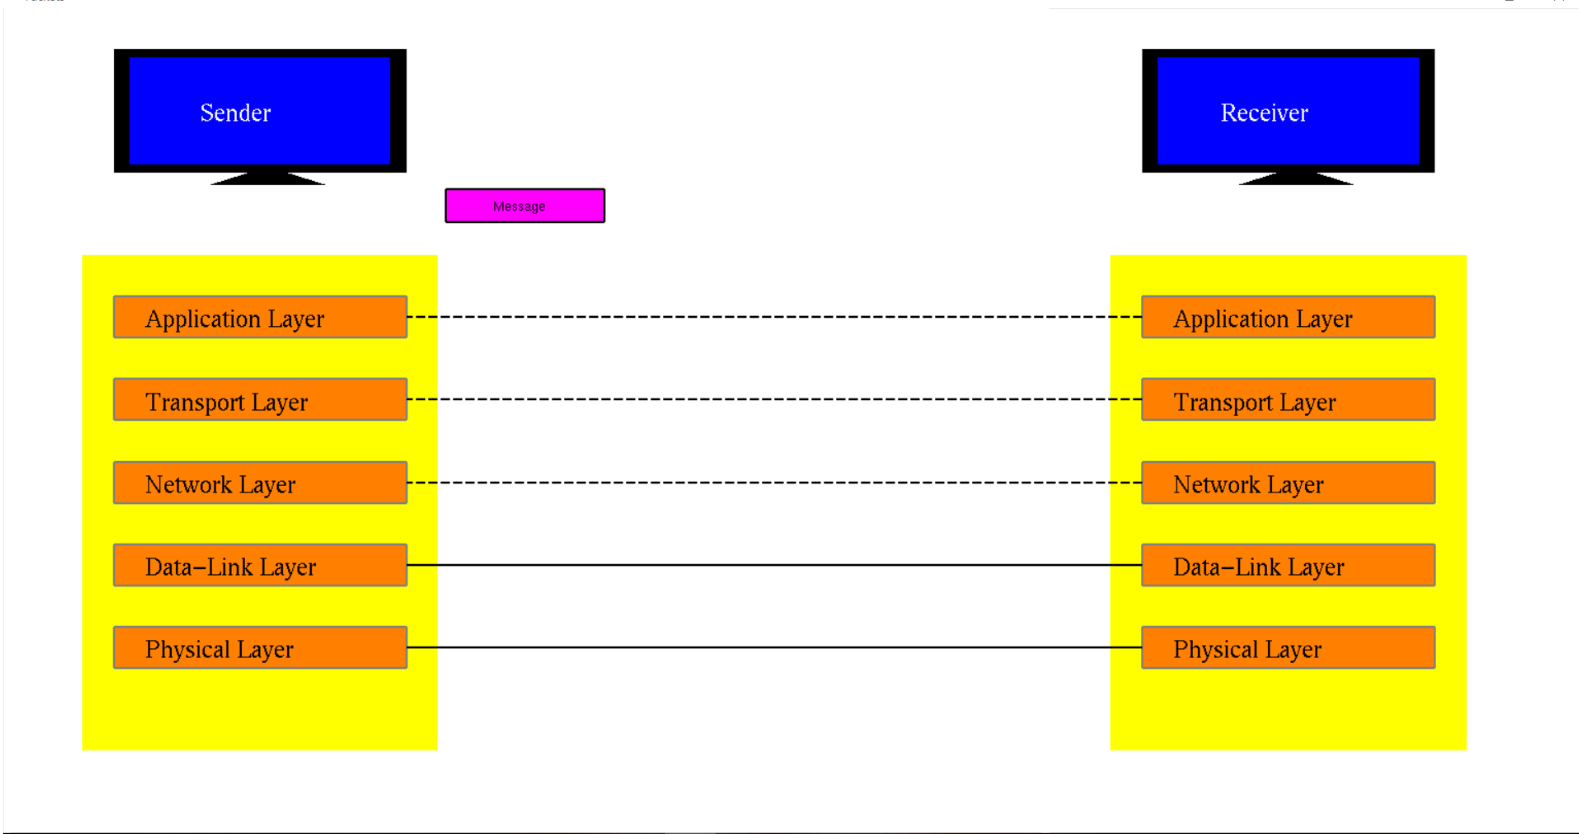 Sender
Receiver
Message
Application Layer
Application Layer
Transport Layer
Transport Layer
Network Layer
Network Layer
Data-Link Layer
Data-Link Layer
Physical Layer
Physical Layer